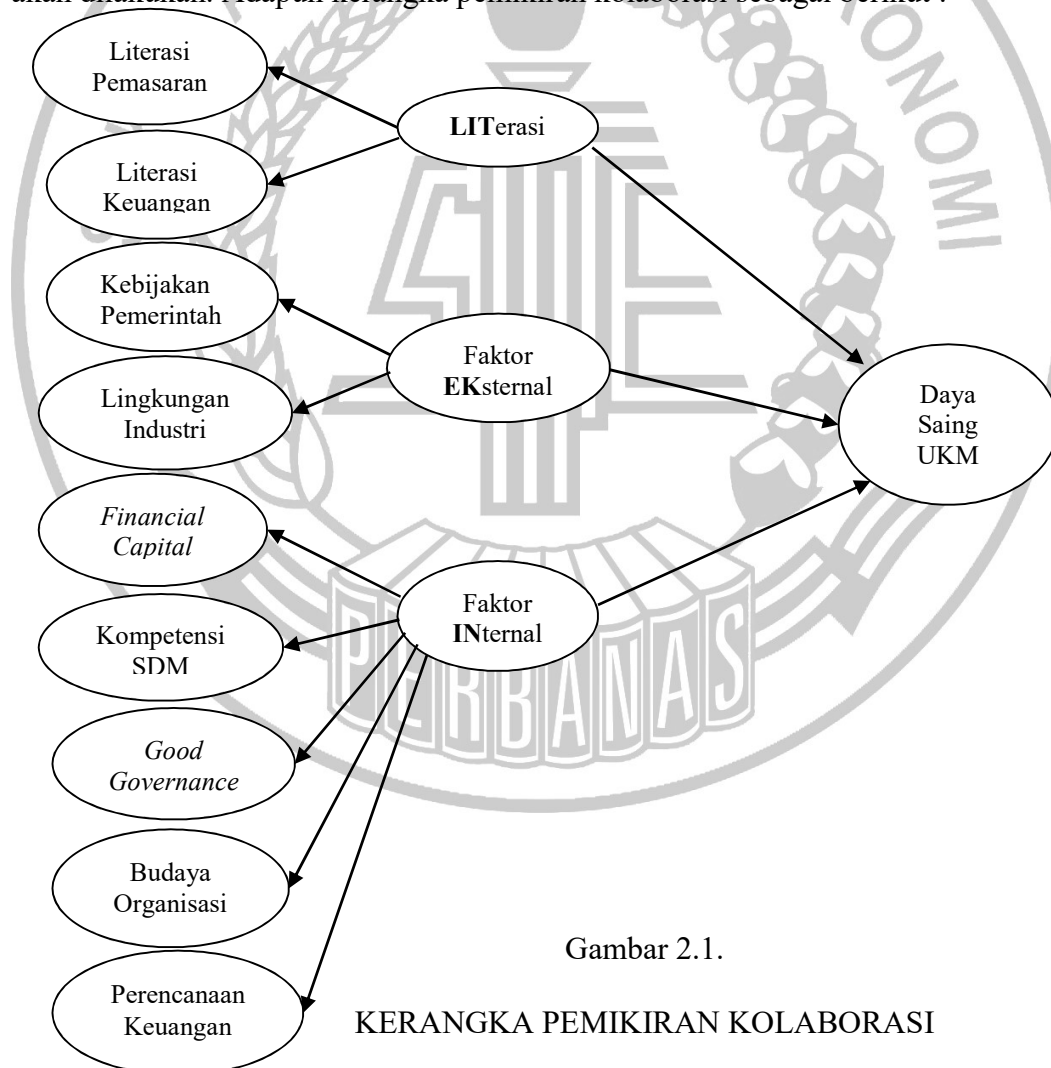 akan dilakukan. Adapun kerangka pemikiran kolaborasi sebagai berikut :
Literasi
Pemasaran
LITerasi
Literasi
Keuangan
Kebijakan
Pemerintah
Faktor
EKsternal
Lingkungan
Industri
Daya
Saing
UKM
Financial
Capital
Faktor
INternal
Kompetensi
SDM
Good
Governance
Budaya
Organisasi
Perencanaan
Keuangan
Gambar 2.1.
KERANGKA PEMIKIRAN KOLABORASI
PERBANAS